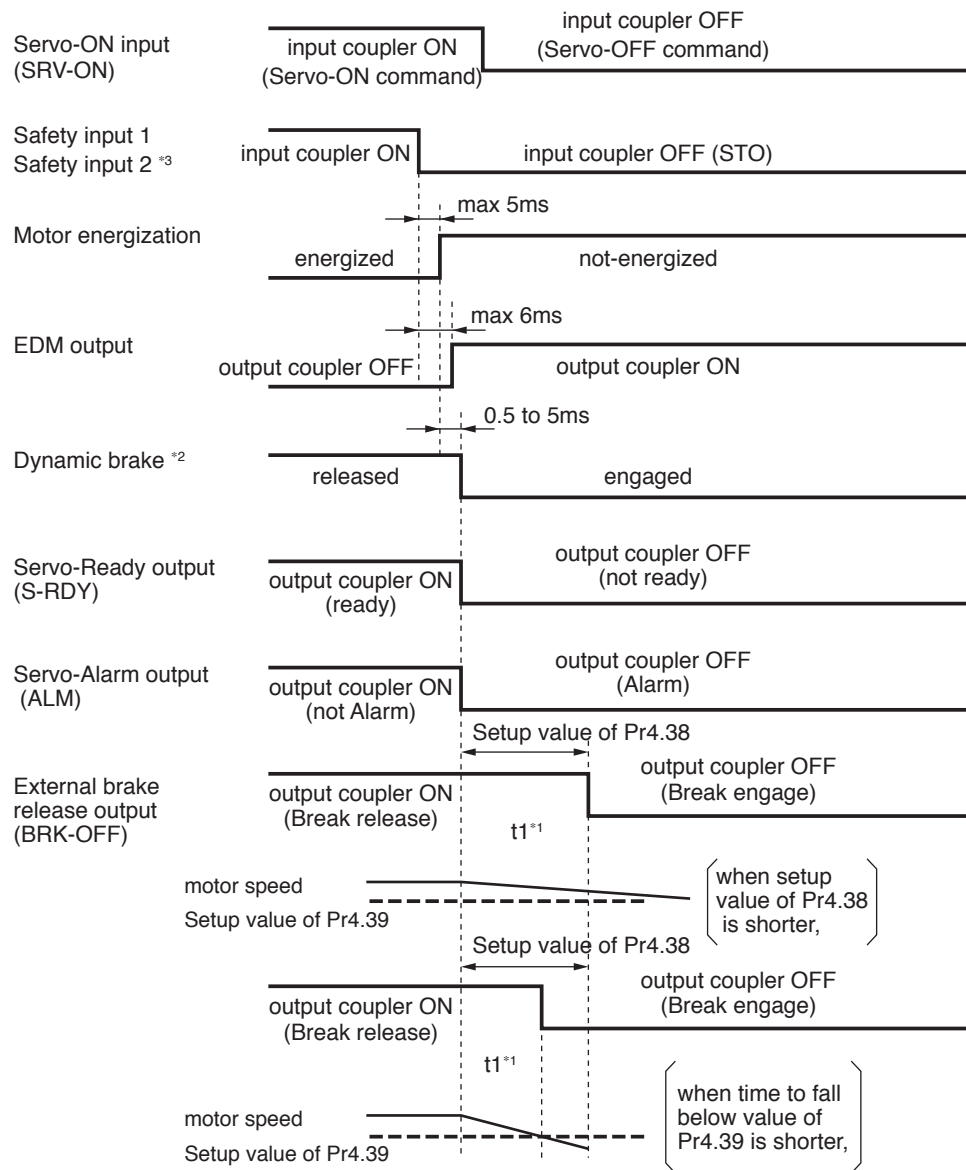 Servo-ON input
(SRV-ON)
input coupler ON
(Servo-ON command)
input coupler OFF
(Servo-OFF command)
Safety input 1
Safety input 2 *3
input coupler ON
input coupler OFF (STO)
max 5ms
Motor energization
energized
not-energized
max 6ms
EDM output
output coupler OFF
output coupler ON
0.5 to 5ms
Dynamic brake *2
released
engaged
Servo-Ready output
(S-RDY)
output coupler ON
(ready)
output coupler OFF
(not ready)
Servo-Alarm output
(ALM)
output coupler ON
(not Alarm)
output coupler OFF
(Alarm)
Setup value of Pr4.38
External brake
release output
(BRK-OFF)
output coupler ON
(Break release)
t1*1
output coupler OFF
(Break engage)
motor speed
Setup value of Pr4.39
when setup
value of Pr4.38
is shorter,
Setup value of Pr4.38
output coupler ON
(Break release)
t1*1
output coupler OFF
(Break engage)
motor speed
Setup value of Pr4.39
when time to fall
below value of
Pr4.39 is shorter,